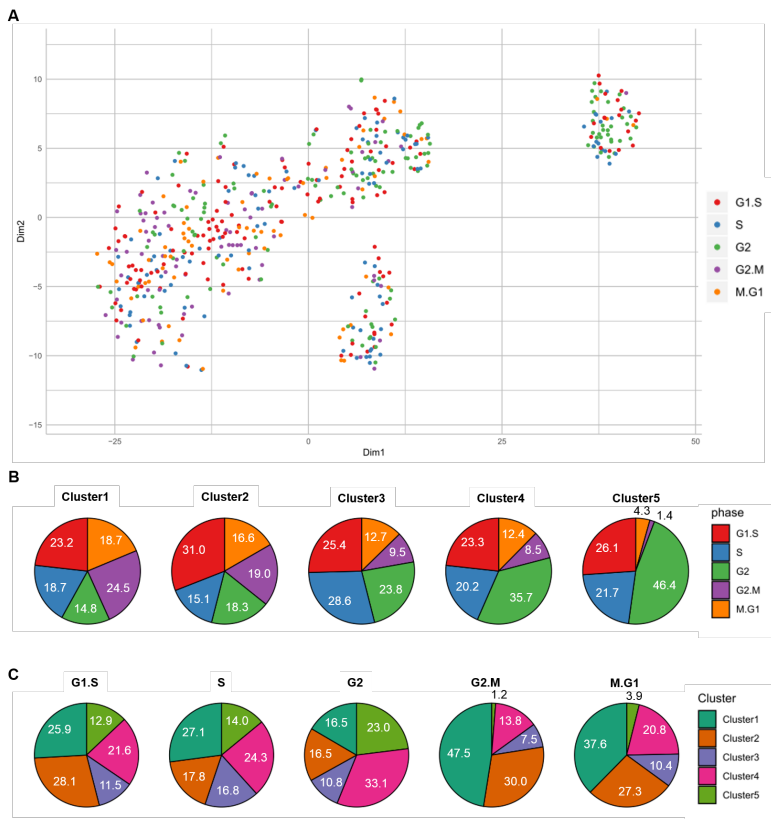 A
10
5
0
−5
−10
−15
Dim2
−25
0
25
50
Dim1
G1.S
S
G2
G2.M
M.G1
B
Cluster1
Cluster2
Cluster3
Cluster4
Cluster5
23.2
18.7
18.7
14.8
24.5
31.0
16.6
15.1
18.3
19.0
25.4
12.7
9.5
28.6
23.8
23.3
12.4
8.5
20.2
35.7
4.3
1.4
26.1
21.7
46.4
phase
G1.S
S
G2
G2.M
M.G1
C
G1.S
S
G2
G2.M
M.G1
25.9
12.9
21.6
28.1
11.5
27.1
14.0
24.3
17.8
16.8
16.5
23.0
16.5
10.8
33.1
1.2
13.8
7.5
47.5
30.0
3.9
20.8
37.6
10.4
27.3
Cluster
Cluster1
Cluster2
Cluster3
Cluster4
Cluster5